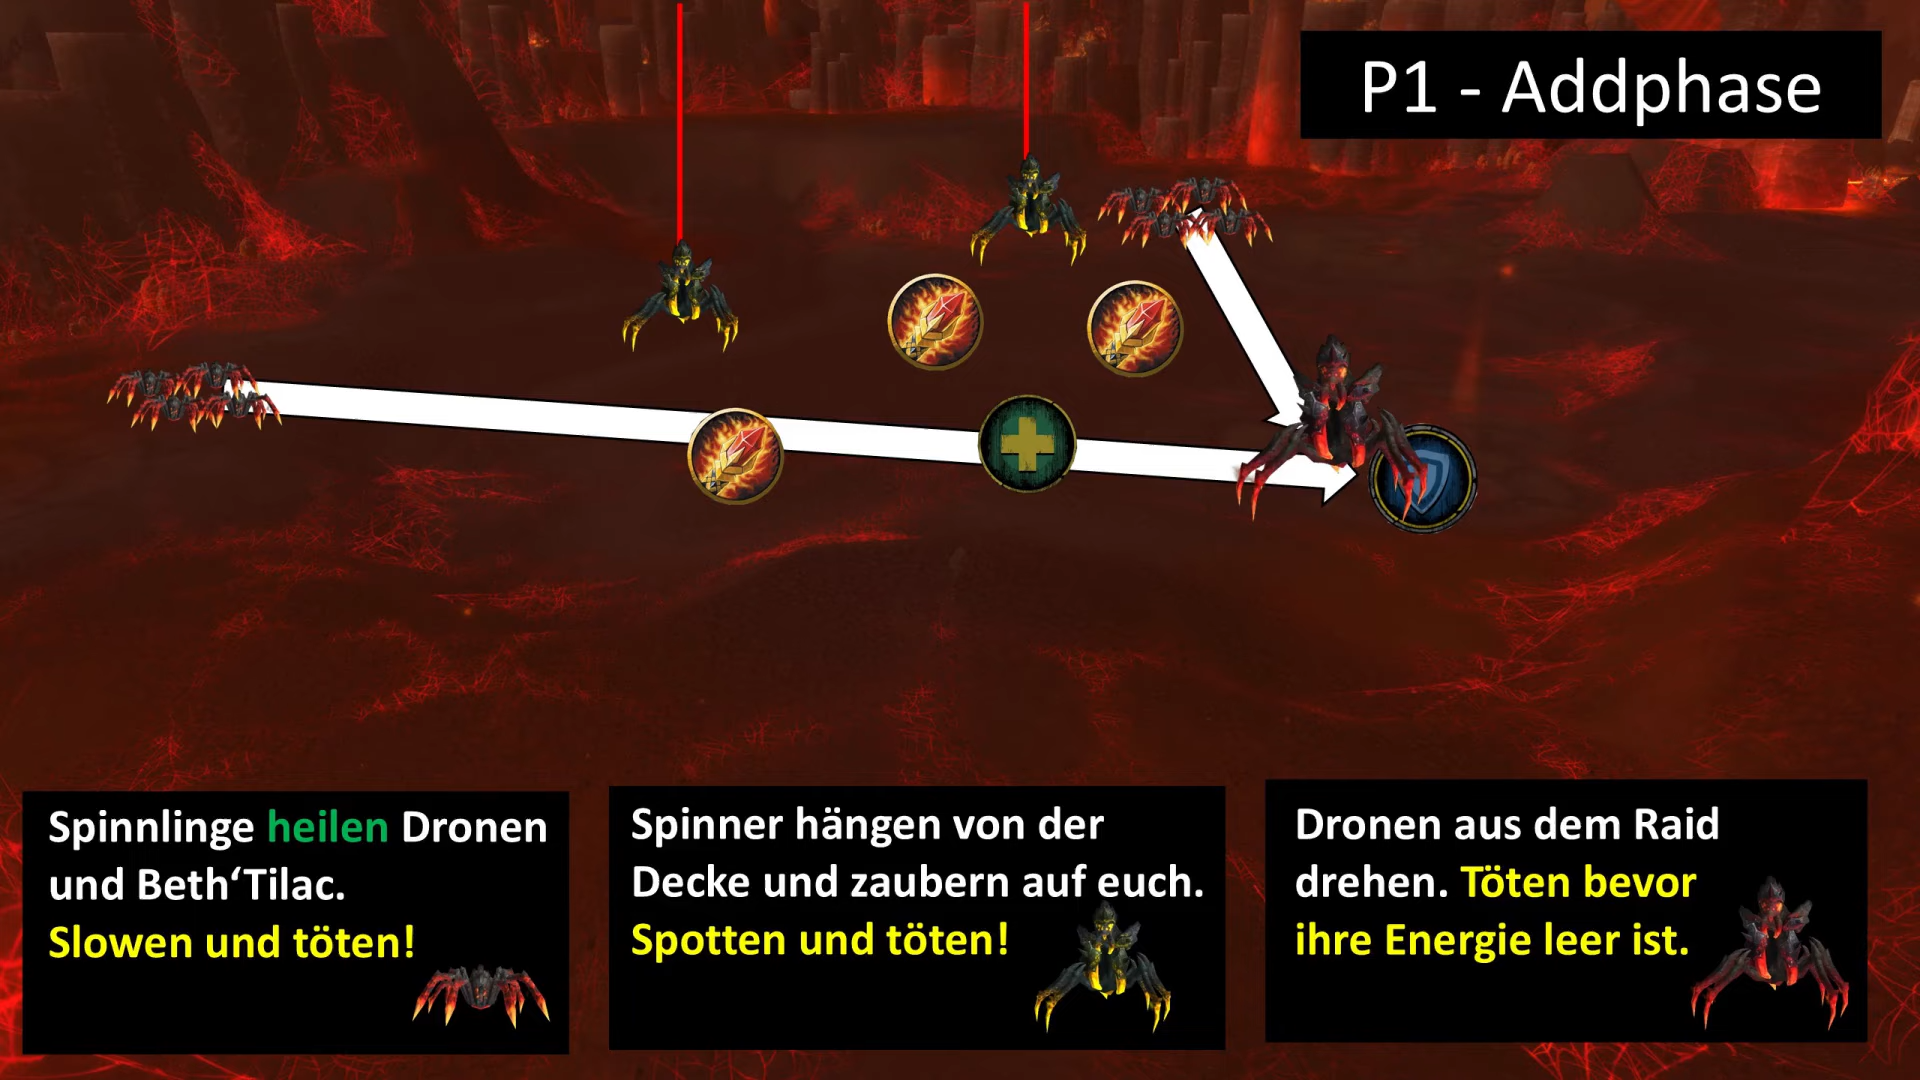 P1 - Addphase
Spinnlinge heilen Dronen
und Beth‘Tilac.
Slowen und töten!
Spinner hängen von der
Decke und zaubern auf euch.
Spotten und töten!
Dronen aus dem Raid
drehen. Töten bevor
ihre Energie leer ist.